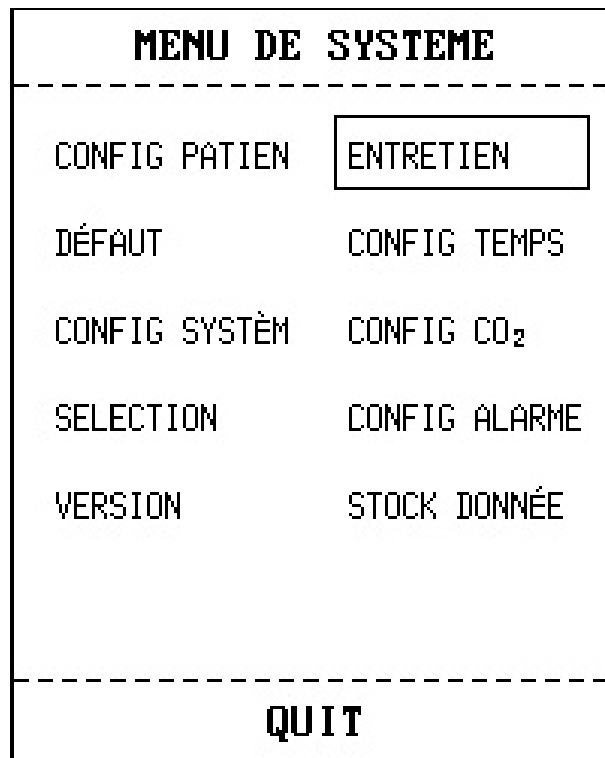 MENU DE SYSTEME
CONFIG PATIEN ENTRETIEN
DÉFAUT CONFIG TEMPS
CONFIG SYSTÈM CONFIG CO₂
SELECTION CONFIG ALARME
VERSION STOCK DONNÉE
QUIT